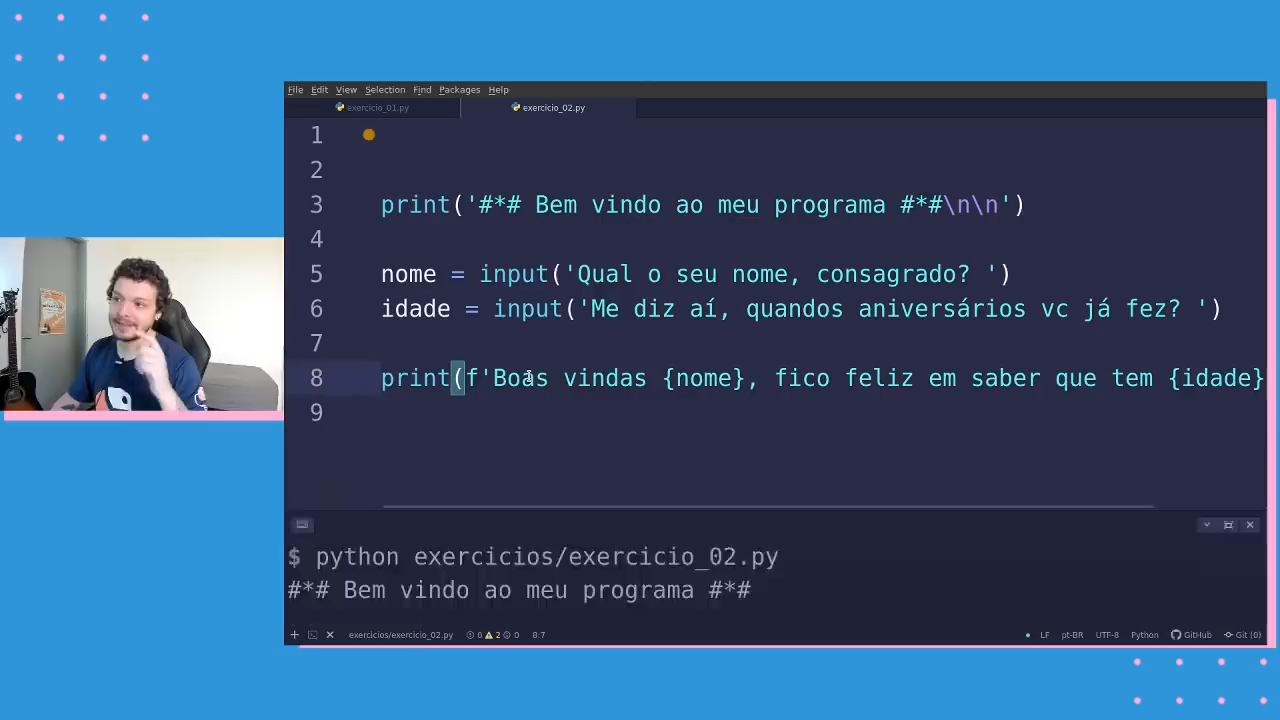 File Edit View Selection Find Packages Help
exercicio_01.py exercicio_02.py
1
2
3 print('#*# Bem vindo ao meu programa #*#\n\n')
4
5 nome = input('Qual o seu nome, consagrado? ')
6 idade = input('Me diz aí, quandos aniversários vc já fez? ')
7
8 print(f'Boas vindas {nome}, fico feliz em saber que tem {idade}
9
$ python exercicios/exercicio_02.py
#*# Bem vindo ao meu programa #*#
exercicios/exercicio_02.py 0 2 0 8:7 LF pt-BR UTF-8 Python GitHub Git (0)